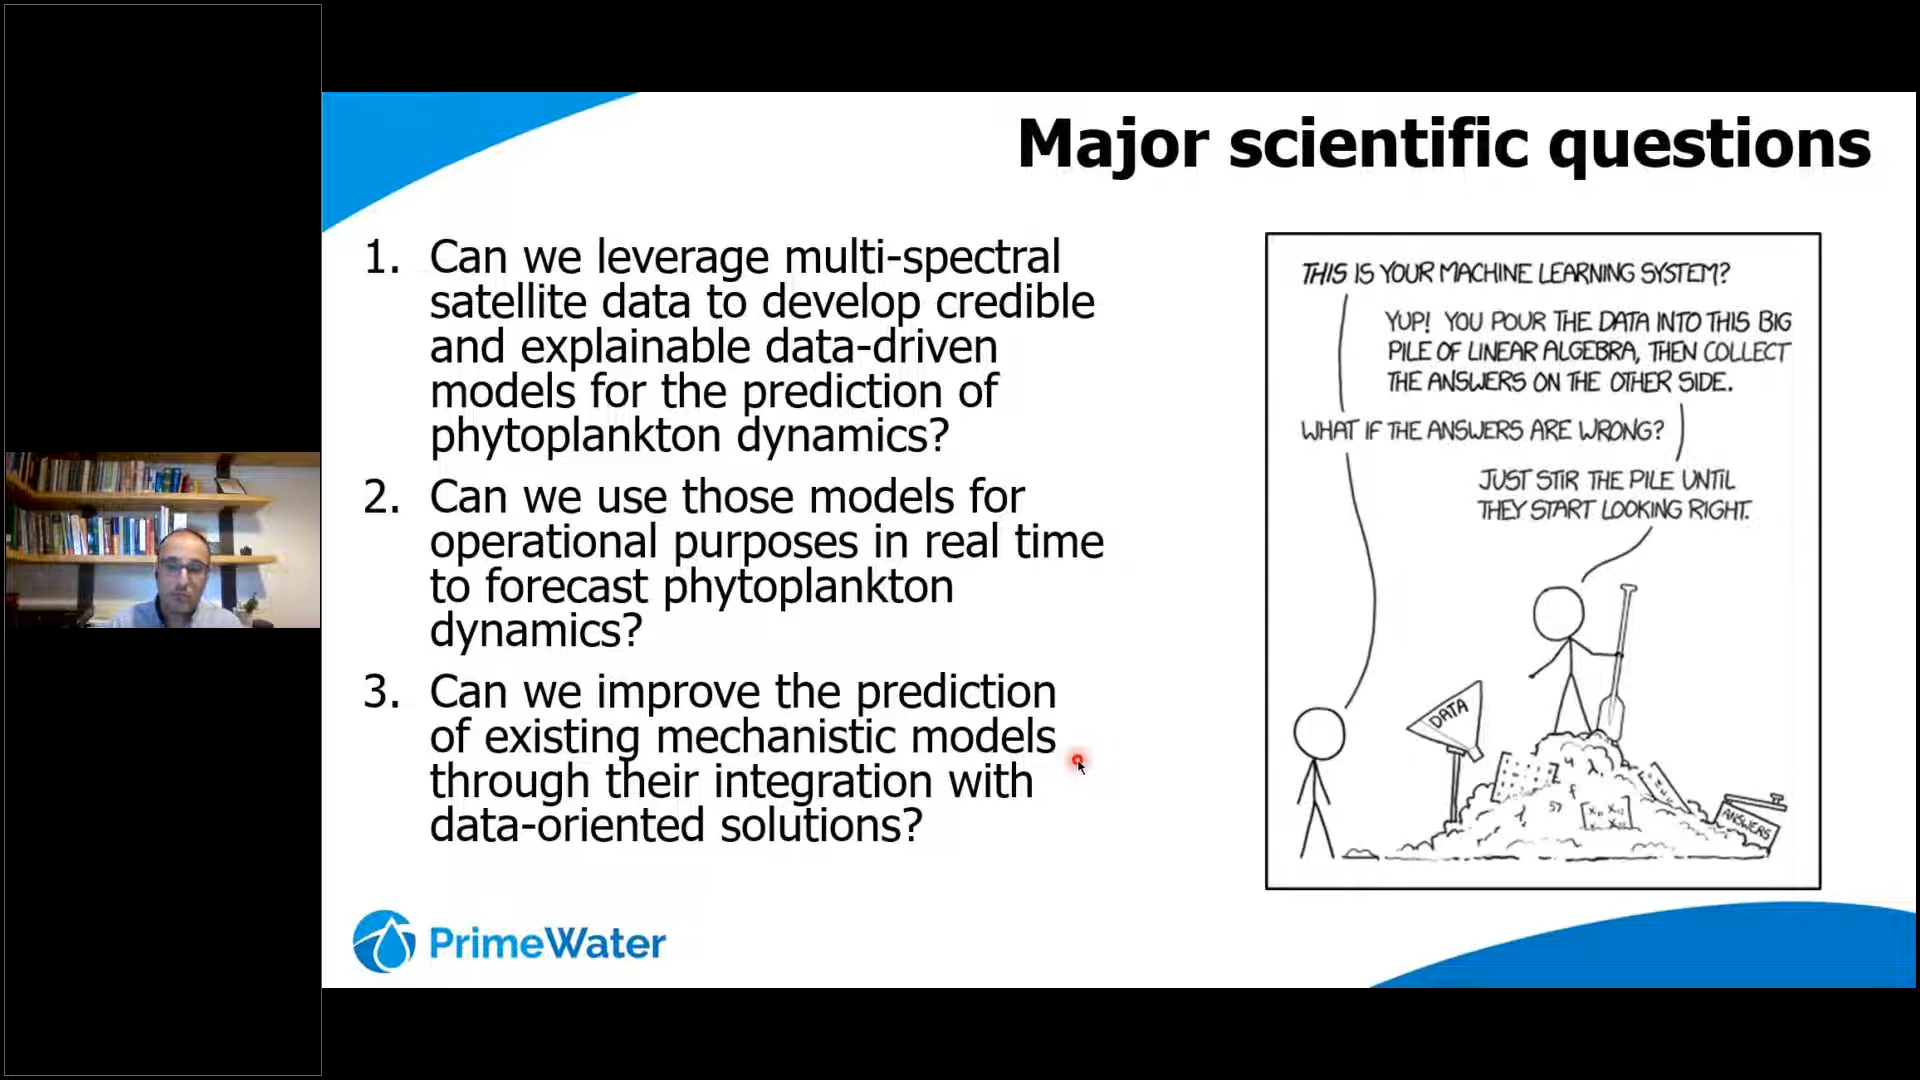 Major scientific questions
1. Can we leverage multi-spectral
satellite data to develop credible
and explainable data-driven
models for the prediction of
phytoplankton dynamics?
2. Can we use those models for
operational purposes in real time
to forecast phytoplankton
dynamics?
3. Can we improve the prediction
of existing mechanistic models
through their integration with
data-oriented solutions?
THIS IS YOUR MACHINE LEARNING SYSTEM?
YUP! YOU POUR THE DATA INTO THIS BIG
PILE OF LINEAR ALGEBRA, THEN COLLECT
THE ANSWERS ON THE OTHER SIDE.
WHAT IF THE ANSWERS ARE WRONG?
JUST STIR THE PILE UNTIL
THEY START LOOKING RIGHT.
DATA
ANSWERS
PrimeWater